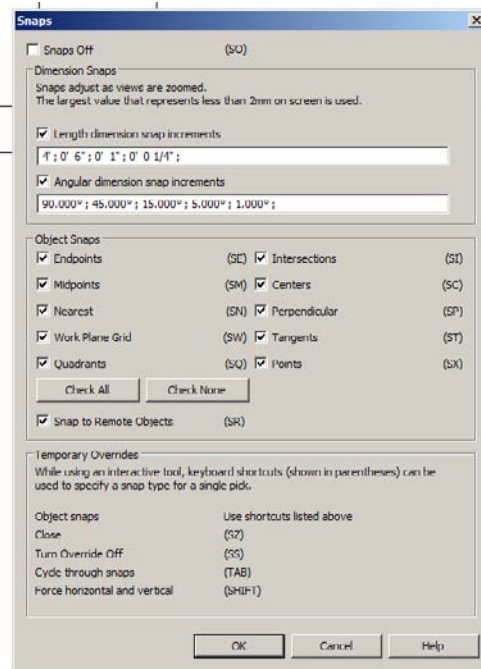 Snaps
Snaps Off (SO)
Dimension Snaps
Snaps adjust as views are zoomed.
The largest value that represents less than 2mm on screen is used.
Length dimension snap increments
4' ; 0' 6" ; 0' 1" ; 0' 0 1/4" ;
Angular dimension snap increments
90.000° ; 45.000° ; 15.000° ; 5.000° ; 1.000° ;
Object Snaps
Endpoints (SE) Intersections (SI)
Midpoints (SM) Centers (SC)
Nearest (SN) Perpendicular (SP)
Work Plane Grid (SW) Tangents (ST)
Quadrants (SQ) Points (SX)
Check All Check None
Snap to Remote Objects (SR)
Temporary Overrides
While using an interactive tool, keyboard shortcuts (shown in parentheses) can be
used to specify a snap type for a single pick.
Object snaps Use shortcuts listed above
Close (SZ)
Turn Override Off (SS)
Cycle through snaps (TAB)
Force horizontal and vertical (SHIFT)
OK Cancel Help